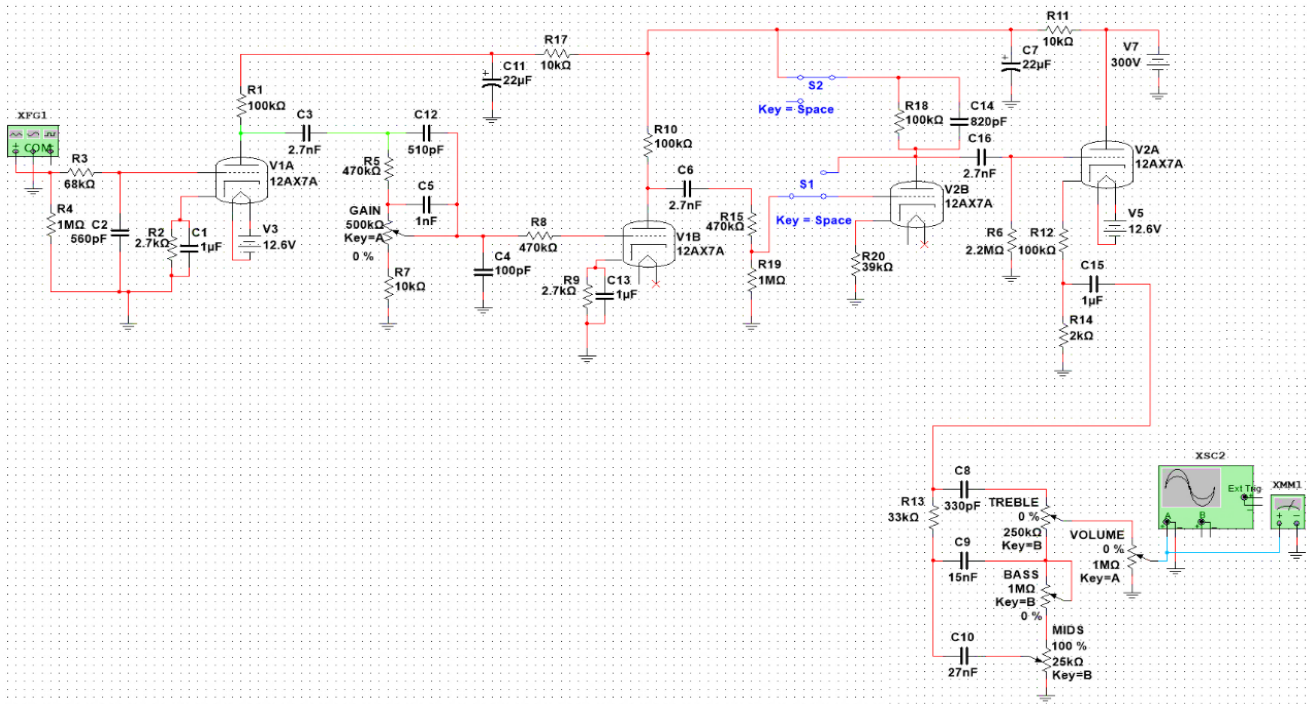 R11
10kΩ
R17
10kΩ
V7
300V
C11
22µF
C7
22µF
S2
Key = Space
R1
100kΩ
XFG1
COM
C3
2.7nF
C12
510pF
R18
100kΩ
C14
820pF
R10
100kΩ
C16
2.7nF
V2A
12AX7A
R3
68kΩ
V1A
12AX7A
R5
470kΩ
C6
2.7nF
S1
Key = Space
V2B
12AX7A
R4
1MΩ
C2
560pF
R2
2.7kΩ
C1
1µF
V3
12.6V
C5
1nF
GAIN
500kΩ
Key=A
0 %
R8
470kΩ
V1B
12AX7A
R15
470kΩ
R6
2.2MΩ
R12
100kΩ
V5
12.6V
R7
10kΩ
C4
100pF
R9
2.7kΩ
C13
1µF
R19
1MΩ
R20
39kΩ
C15
1µF
R14
2kΩ
XSC2
Ext Trig
A
B
XMM1
C8
330pF
R13
33kΩ
TREBLE
0 %
250kΩ
Key=B
VOLUME
0 %
1MΩ
Key=A
C9
15nF
BASS
1MΩ
Key=B
0 %
C10
27nF
MIDS
100 %
25kΩ
Key=B